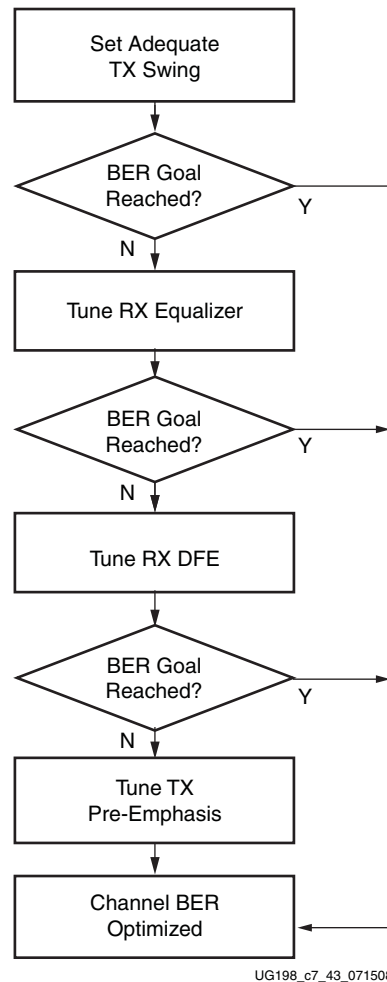 Set Adequate
TX Swing
BER Goal
Reached?
Y
N
Tune RX Equalizer
BER Goal
Reached?
Y
N
Tune RX DFE
BER Goal
Reached?
Y
N
Tune TX
Pre-Emphasis
Channel BER
Optimized
UG198_c7_43_071508